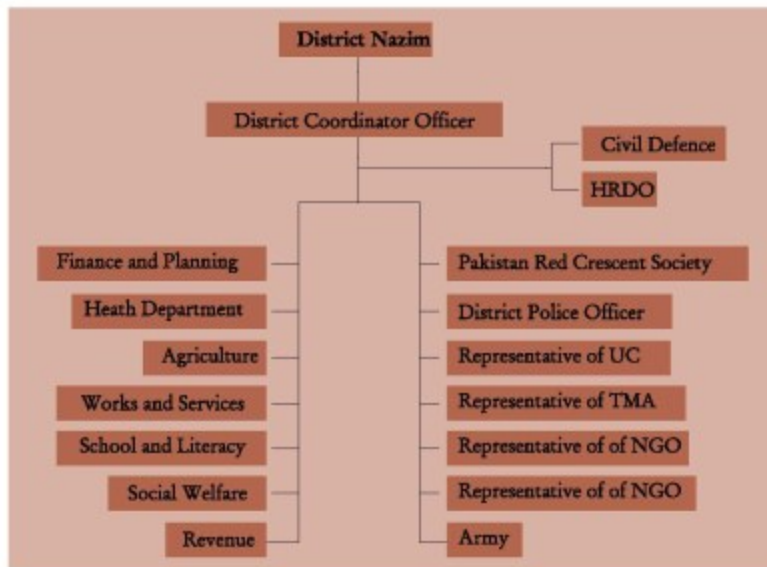 District Nazim
District Coordinator Officer
Civil Defence
HRDO
Finance and Planning
Heath Department
Agriculture
Works and Services
School and Literacy
Social Welfare
Revenue
Pakistan Red Crescent Society
District Police Officer
Representative of UC
Representative of TMA
Representative of of NGO
Representative of of NGO
Army